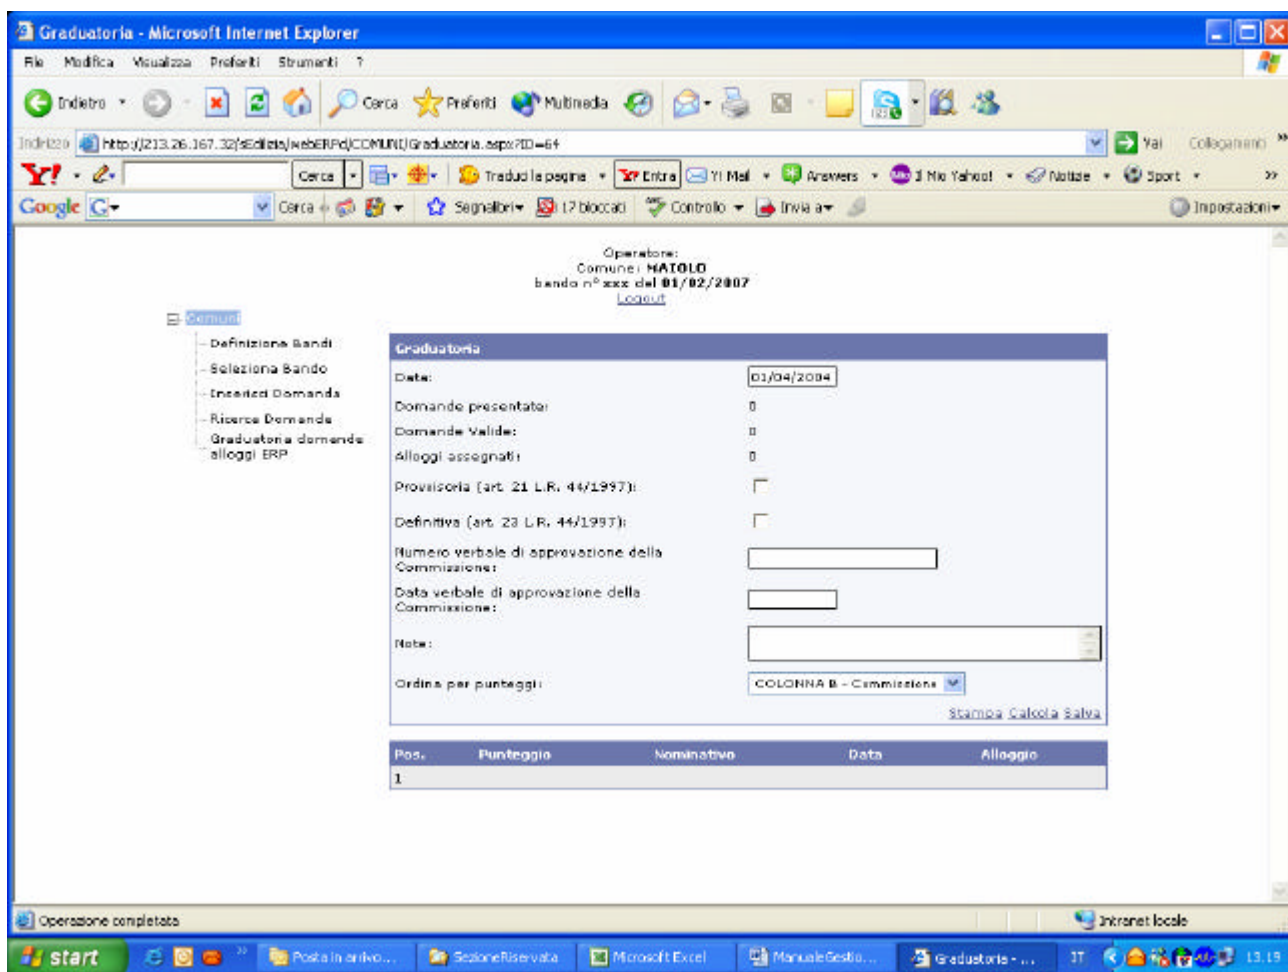 Graduatoria - Microsoft Internet Explorer
File Modifica Visualizza Preferiti Strumenti ?
Indietro Cerca Preferiti Multimedia
Indirizzo http://213.26.167.32/sEdilizia/webERPd/COMUNI/Graduatoria.aspx?ID=64 Vai Collegamenti »
Y! Cerca Traduci la pagina Entra Y! Mail Answers Il Mio Yahoo! Notizie Sport »
Google G Cerca Segnalibri 17 bloccati Controllo Invia a Impostazioni
Operatore:
Comune: MAIOLO
bando n° xxx del 01/02/2007
Logout
Comuni
Definizione Bandi
Seleziona Bando
Inserisci Domanda
Ricerca Domande
Graduatoria domande
alloggi ERP
Graduatoria
Data: 01/04/2004
Domande presentate: 0
Domande Valide: 0
Alloggi assegnati: 0
Provvisoria (art. 21 L.R. 44/1997):
Definitiva (art. 23 L.R. 44/1997):
Numero verbale di approvazione della
Commissione:
Data verbale di approvazione della
Commissione:
Note:
Ordina per punteggi: COLONNA B - Commissione
Stampa Calcola Salva
Pos. Punteggio Nominativo Data Alloggio
1
Operazione completata Intranet locale
start » Posta in arrivo... SezioneRiservata Microsoft Excel ManualeGestio... Graduatoria - ... IT 13.15